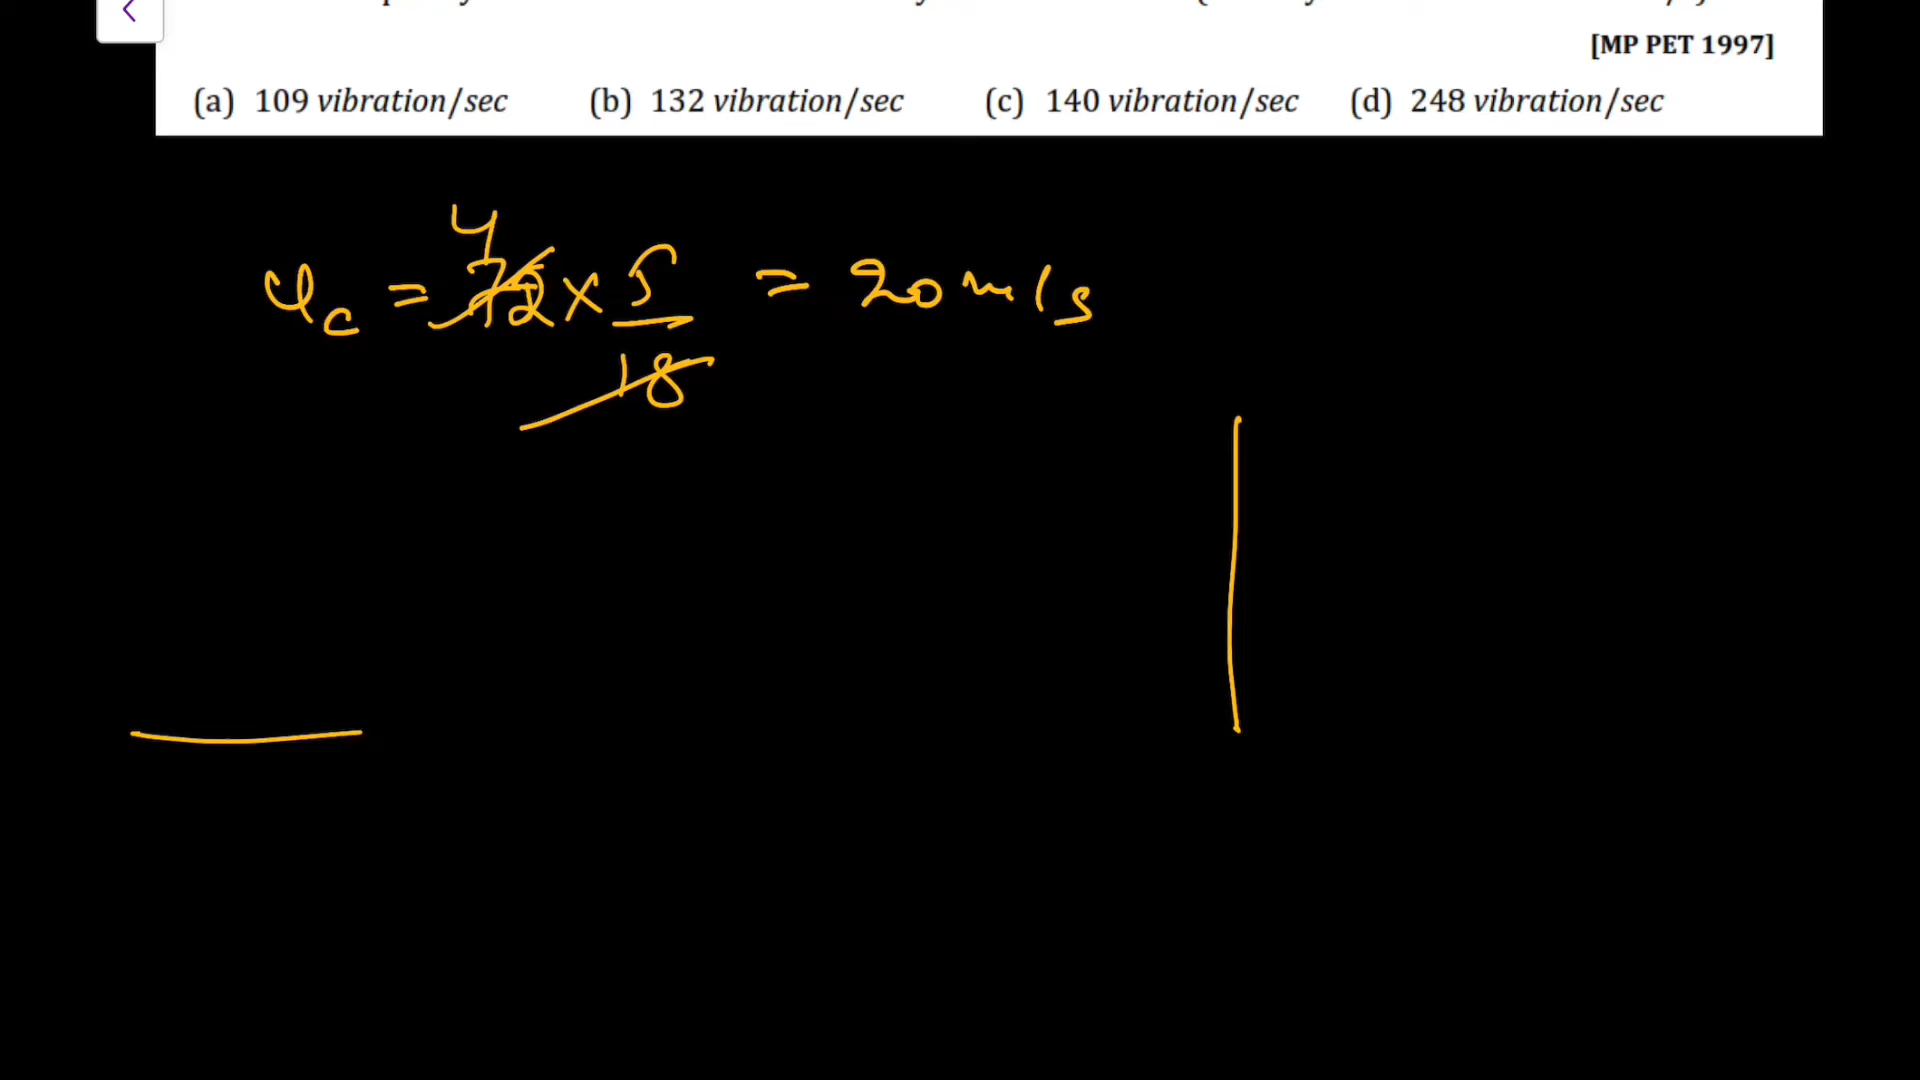 [MP PET 1997]
(a) 109 vibration/sec (b) 132 vibration/sec (c) 140 vibration/sec (d) 248 vibration/sec
4
v_c = 72 × 5 = 20 m/s
18